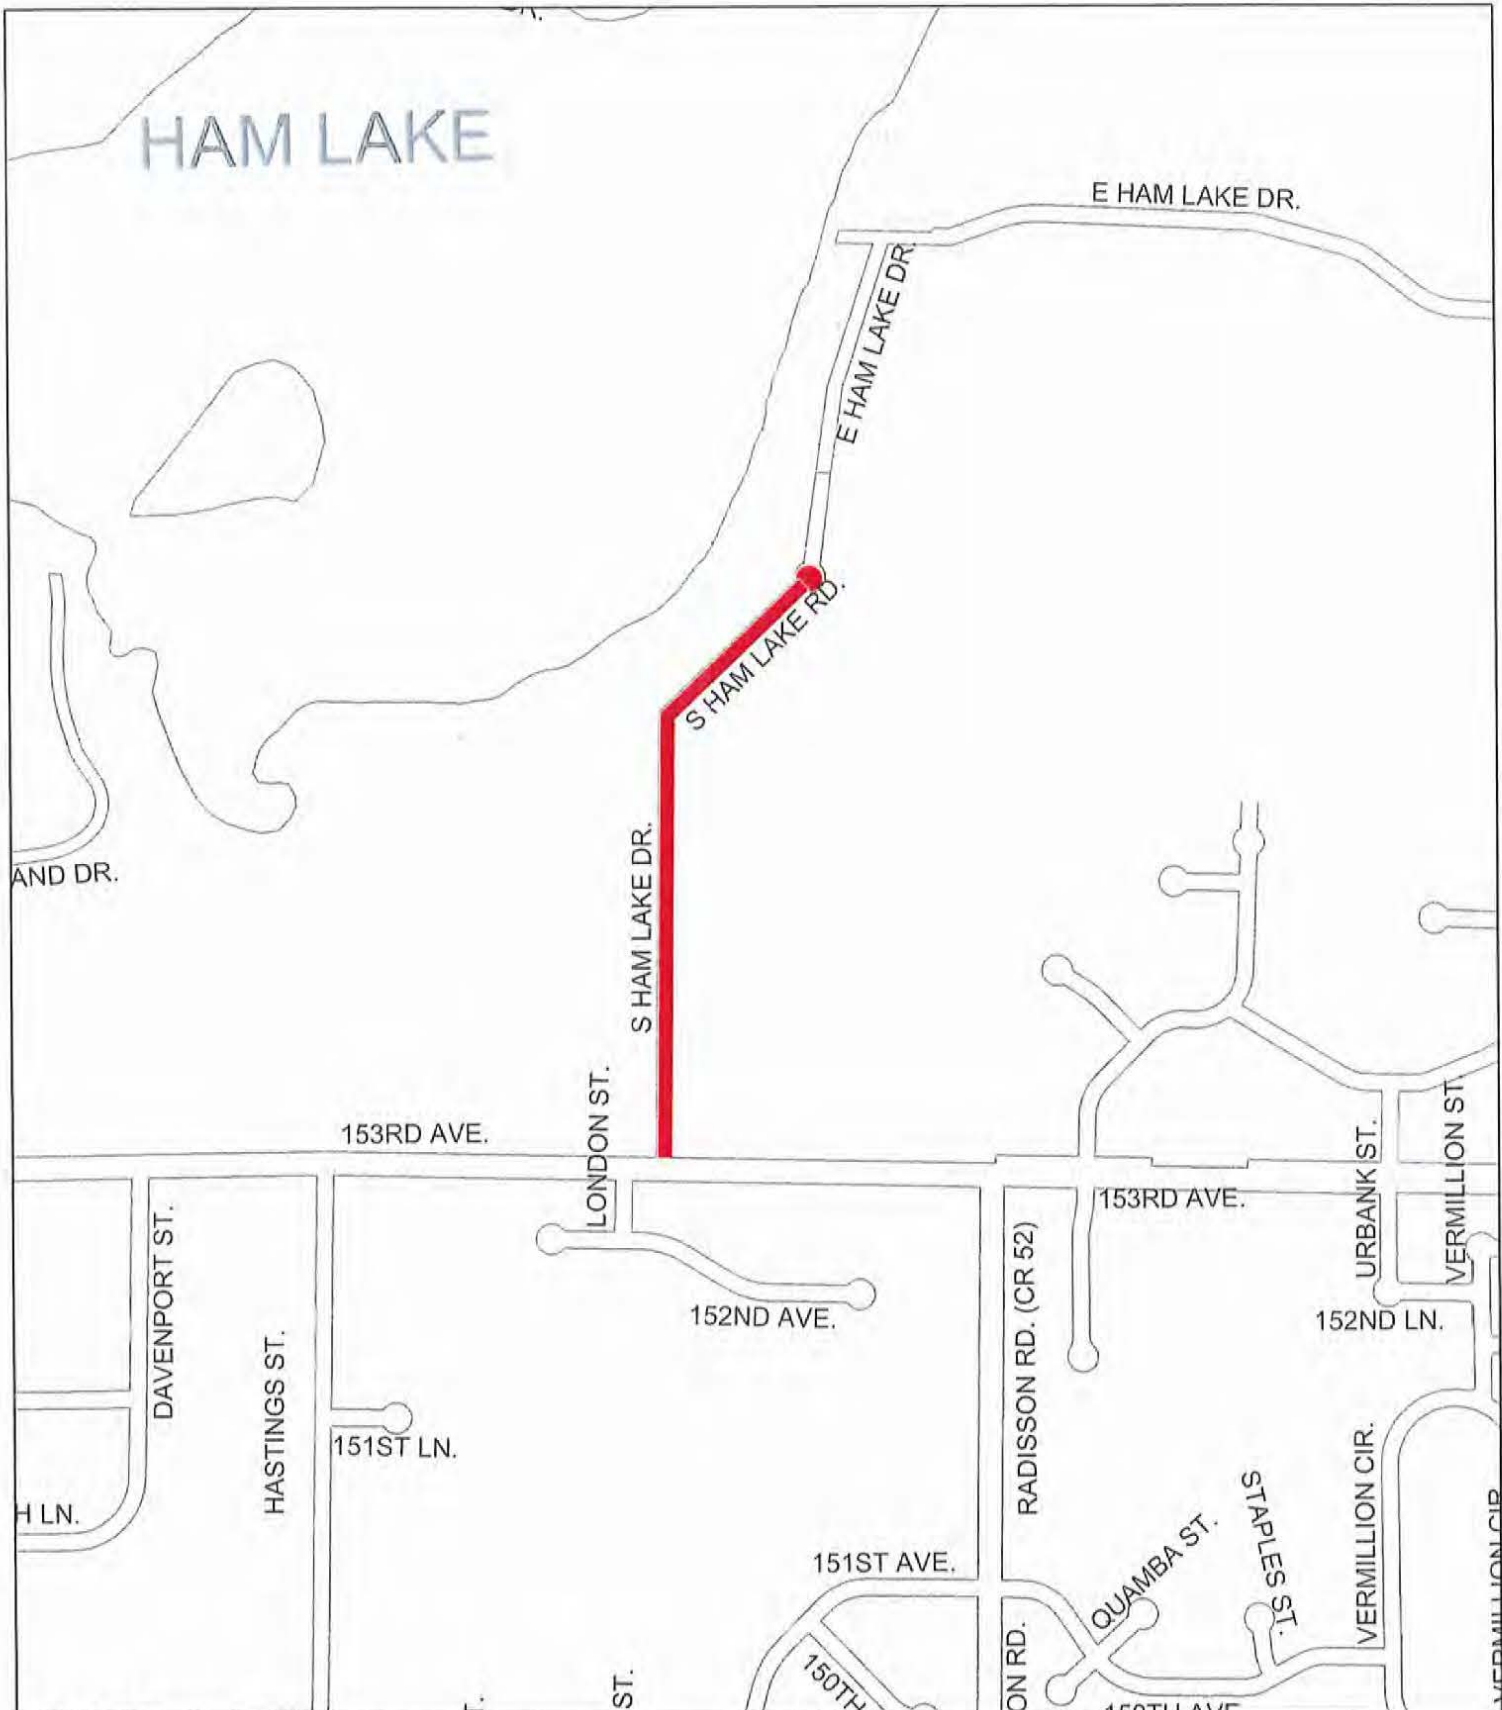 HAM LAKE
E HAM LAKE DR.
E HAM LAKE DR.
S HAM LAKE RD.
S HAM LAKE DR.
AND DR.
LONDON ST.
153RD AVE.
153RD AVE.
URBANK ST.
VERMILLION ST.
DAVENPORT ST.
HASTINGS ST.
152ND AVE.
RADISSON RD. (CR 52)
152ND LN.
151ST LN.
H LN.
151ST AVE.
QUAMBA ST.
STAPLES ST.
VERMILLION CIR.
VERMILLION CIR
150TH
ON RD.
ST.
T.